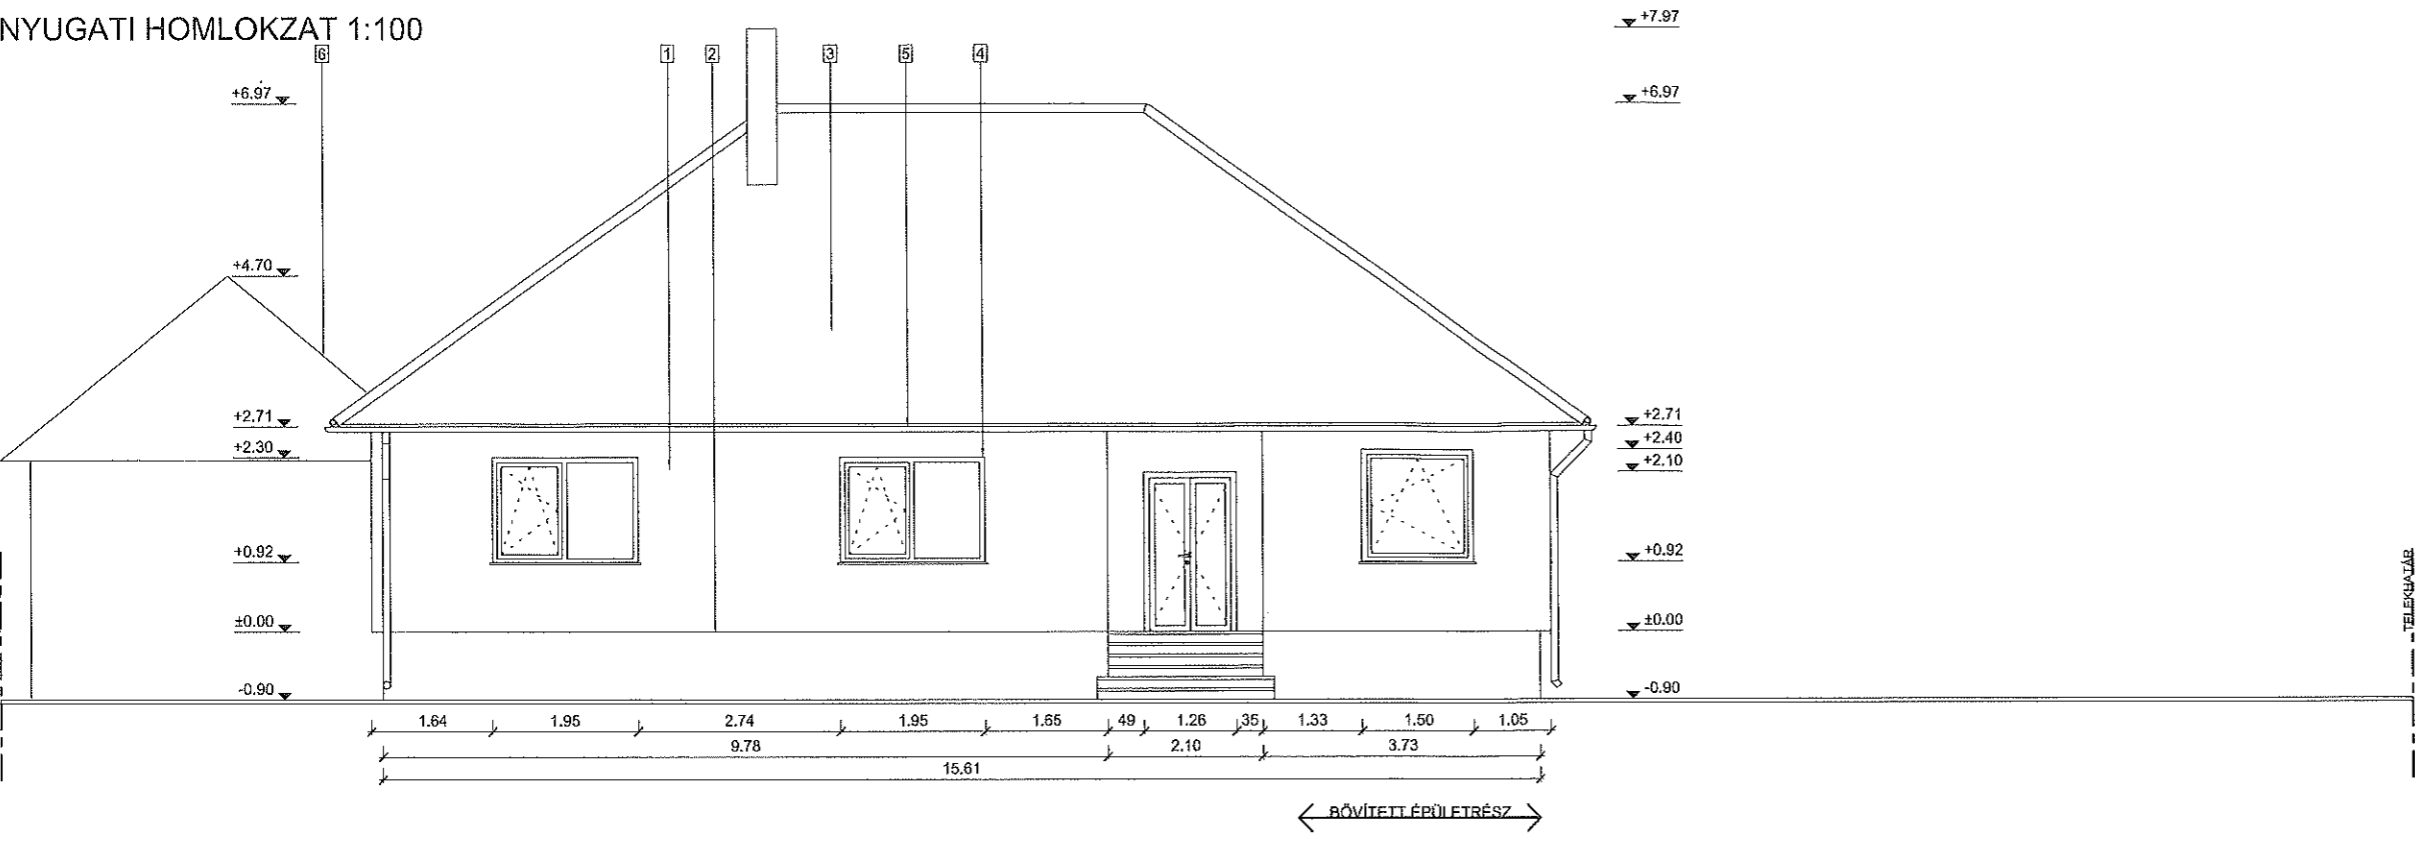 NYUGATI HOMLOKZAT 1:100
6 1 2 3 5 4
+6.97
+4.70
+2.71
+2.30
+0.92
±0.00
-0.90
+7.97
+6.97
+2.71
+2.40
+2.10
+0.92
±0.00
-0.90
TELEKHATÁR
1.64 1.95 2.74 1.95 1.65 49 1.26 35 1.33 1.50 1.05
9.78 2.10 3.73
15.61
BŐVÍTETT ÉPÜLETRÉSZ